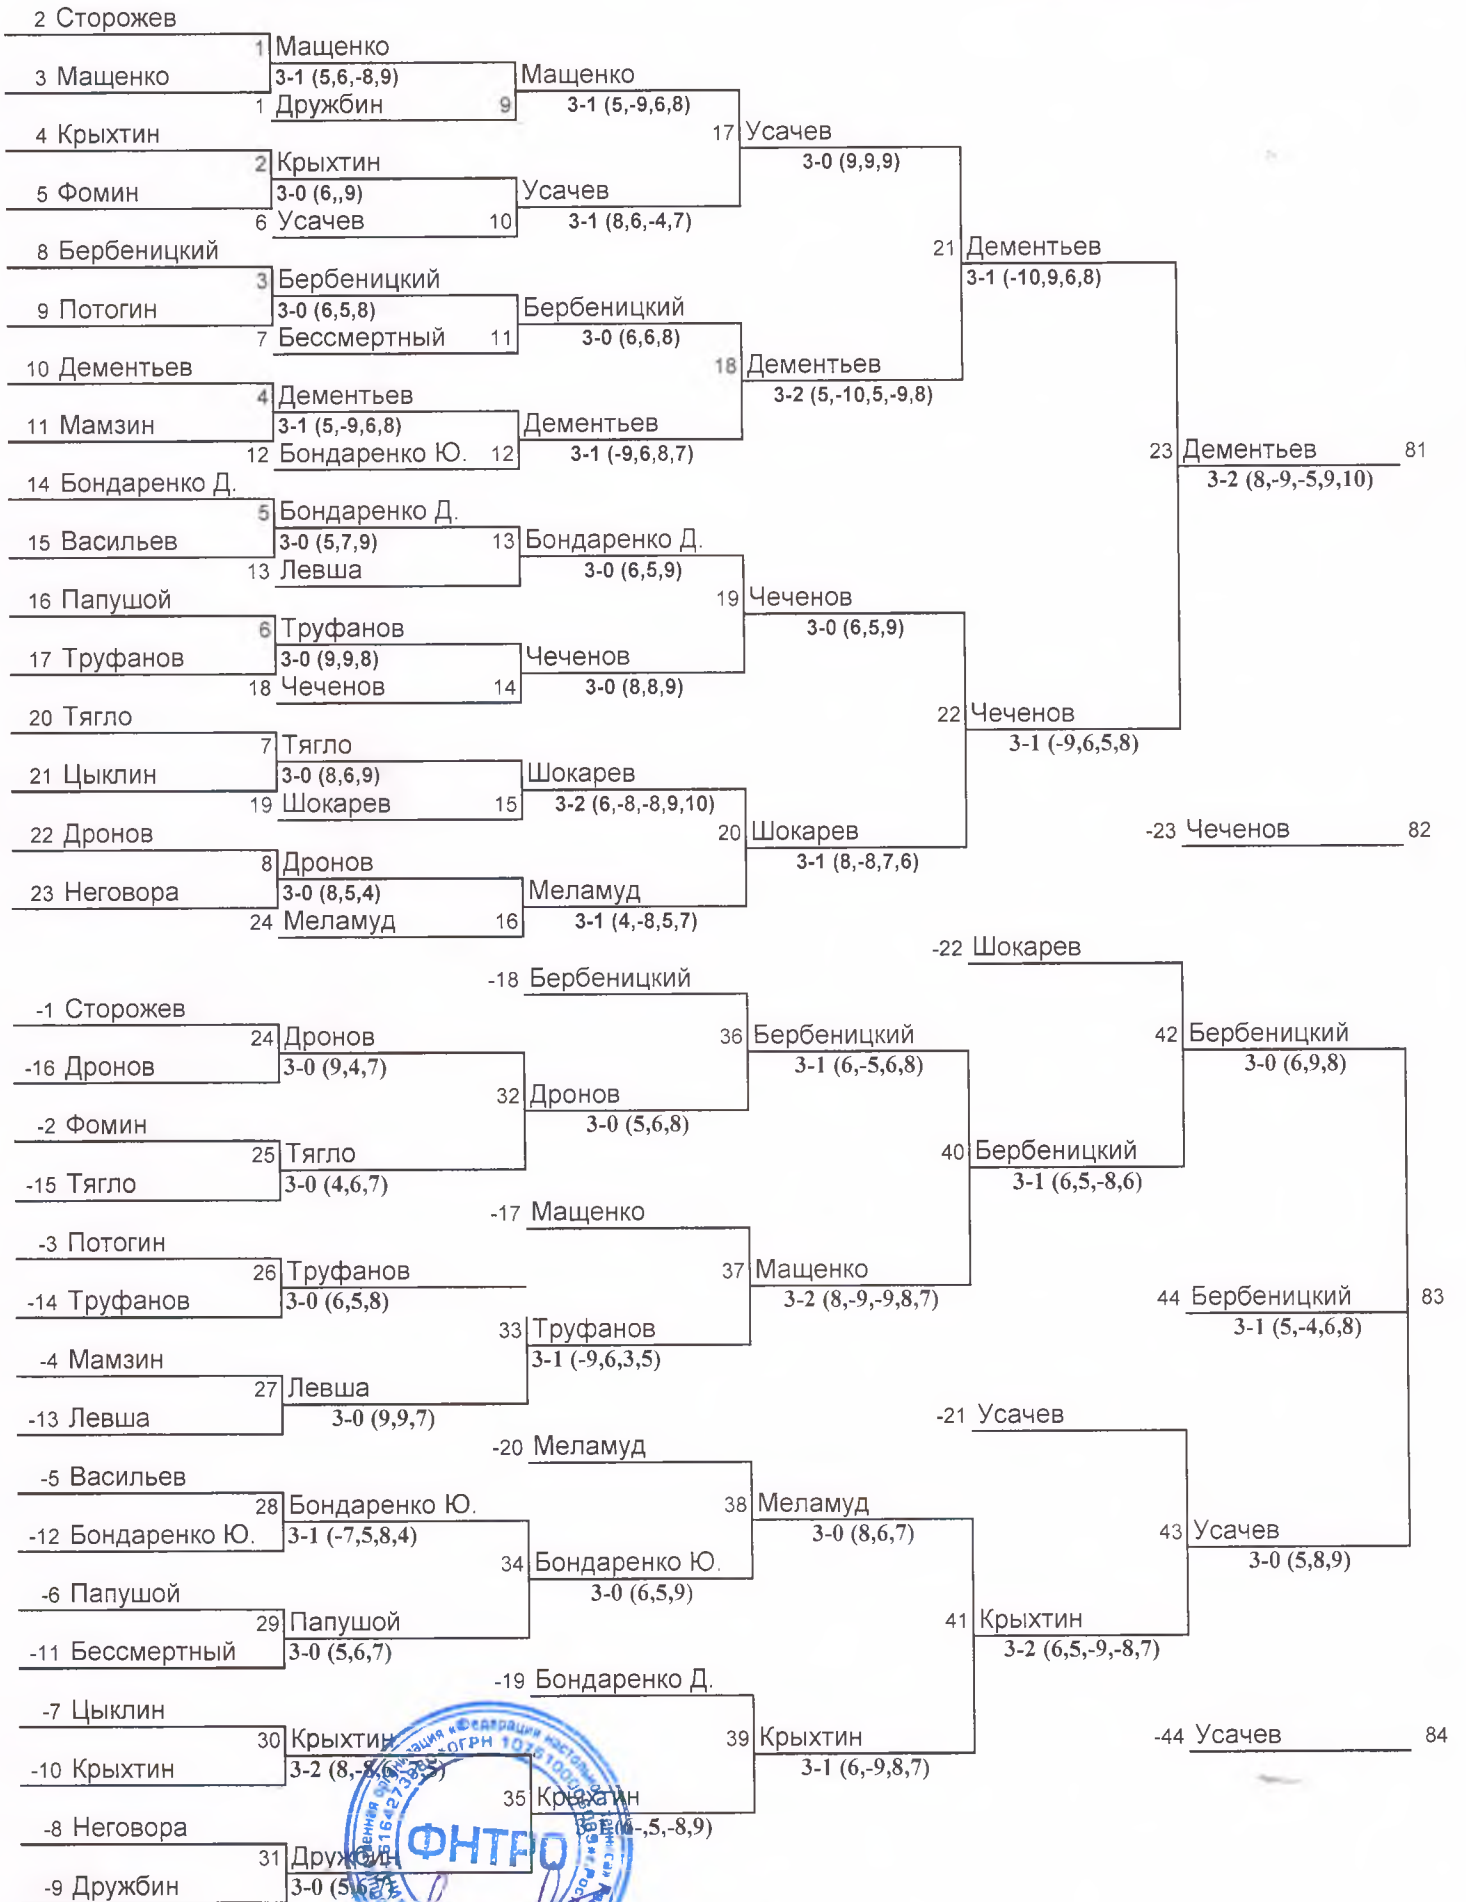 2 Сторожев
1 Мащенко
3 Мащенко
3-1 (5,6,-8,9)
Мащенко
1 Дружбин
9
3-1 (5,-9,6,8)
4 Крыхтин
17 Усачев
2 Крыхтин
3-0 (9,9,9)
5 Фомин
3-0 (6,,9)
Усачев
6 Усачев
10
3-1 (8,6,-4,7)
8 Бербеницкий
21 Дементьев
3 Бербеницкий
3-1 (-10,9,6,8)
9 Потогин
3-0 (6,5,8)
Бербеницкий
7 Бессмертный
11
3-0 (6,6,8)
10 Дементьев
18 Дементьев
4 Дементьев
3-2 (5,-10,5,-9,8)
11 Мамзин
3-1 (5,-9,6,8)
Дементьев
12 Бондаренко Ю.
12
3-1 (-9,6,8,7)
23 Дементьев
81
3-2 (8,-9,-5,9,10)
14 Бондаренко Д.
5 Бондаренко Д.
15 Васильев
3-0 (5,7,9)
13 Бондаренко Д.
13 Левша
3-0 (6,5,9)
16 Папушой
19 Чеченов
6 Труфанов
3-0 (6,5,9)
17 Труфанов
3-0 (9,9,8)
Чеченов
18 Чеченов
14
3-0 (8,8,9)
20 Тягло
22 Чеченов
7 Тягло
3-1 (-9,6,5,8)
21 Цыклин
3-0 (8,6,9)
Шокарев
19 Шокарев
15
3-2 (6,-8,-8,9,10)
22 Дронов
20 Шокарев
-23 Чеченов
82
8 Дронов
3-1 (8,-8,7,6)
23 Неговора
3-0 (8,5,4)
Меламуд
24 Меламуд
16
3-1 (4,-8,5,7)
-22 Шокарев
-18 Бербеницкий
-1 Сторожев
24 Дронов
36 Бербеницкий
42 Бербеницкий
-16 Дронов
3-0 (9,4,7)
3-1 (6,-5,6,8)
3-0 (6,9,8)
32 Дронов
-2 Фомин
3-0 (5,6,8)
25 Тягло
40 Бербеницкий
-15 Тягло
3-0 (4,6,7)
3-1 (6,5,-8,6)
-17 Мащенко
-3 Потогин
26 Труфанов
37 Мащенко
-14 Труфанов
3-0 (6,5,8)
3-2 (8,-9,-9,8,7)
44 Бербеницкий
83
33 Труфанов
3-1 (5,-4,6,8)
-4 Мамзин
3-1 (-9,6,3,5)
27 Левша
-13 Левша
3-0 (9,9,7)
-21 Усачев
-20 Меламуд
-5 Васильев
28 Бондаренко Ю.
38 Меламуд
-12 Бондаренко Ю.
3-1 (-7,5,8,4)
3-0 (8,6,7)
43 Усачев
34 Бондаренко Ю.
3-0 (5,8,9)
-6 Папушой
3-0 (6,5,9)
29 Папушой
41 Крыхтин
-11 Бессмертный
3-0 (5,6,7)
3-2 (6,5,-9,-8,7)
-19 Бондаренко Д.
-7 Цыклин
30 Крыхтин
39 Крыхтин
-44 Усачев
84
-10 Крыхтин
3-1 (6,-9,8,7)
35 Крыхтин
-8 Неговора
ФНТРО
31 Дружбин
-9 Дружбин